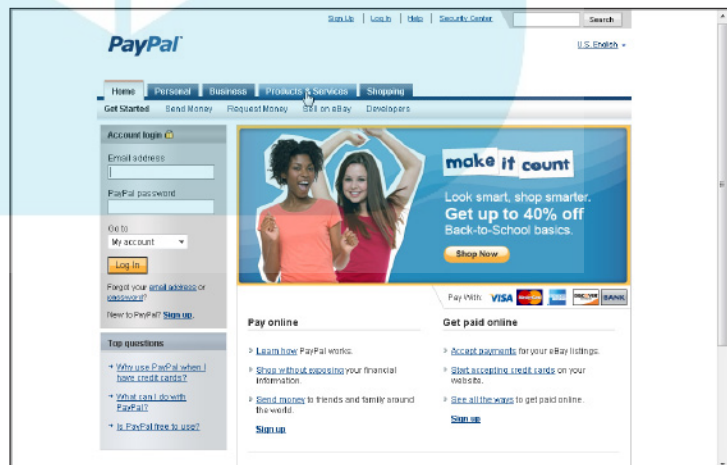 Sign Up | Log In | Help | Security Center Search
PayPal
U.S. English
Home Personal Business Products & Services Shopping
Get Started Send Money Request Money Sell on eBay Developers
Account login
Email address
PayPal password
Go to
My account
Log In
Forgot your email address or
password?
New to PayPal? Sign up.
Top questions
Why use PayPal when I
have credit cards?
What can I do with
PayPal?
Is PayPal free to use?
make it count
Look smart, shop smarter.
Get up to 40% off
Back-to-School basics.
Shop Now
Pay With: VISA MasterCard DISCOVER BANK
Pay online
Learn how PayPal works.
Shop without exposing your financial
information.
Send money to friends and family around
the world.
Sign up
Get paid online
Accept payments for your eBay listings.
Start accepting credit cards on your
website.
See all the ways to get paid online.
Sign up